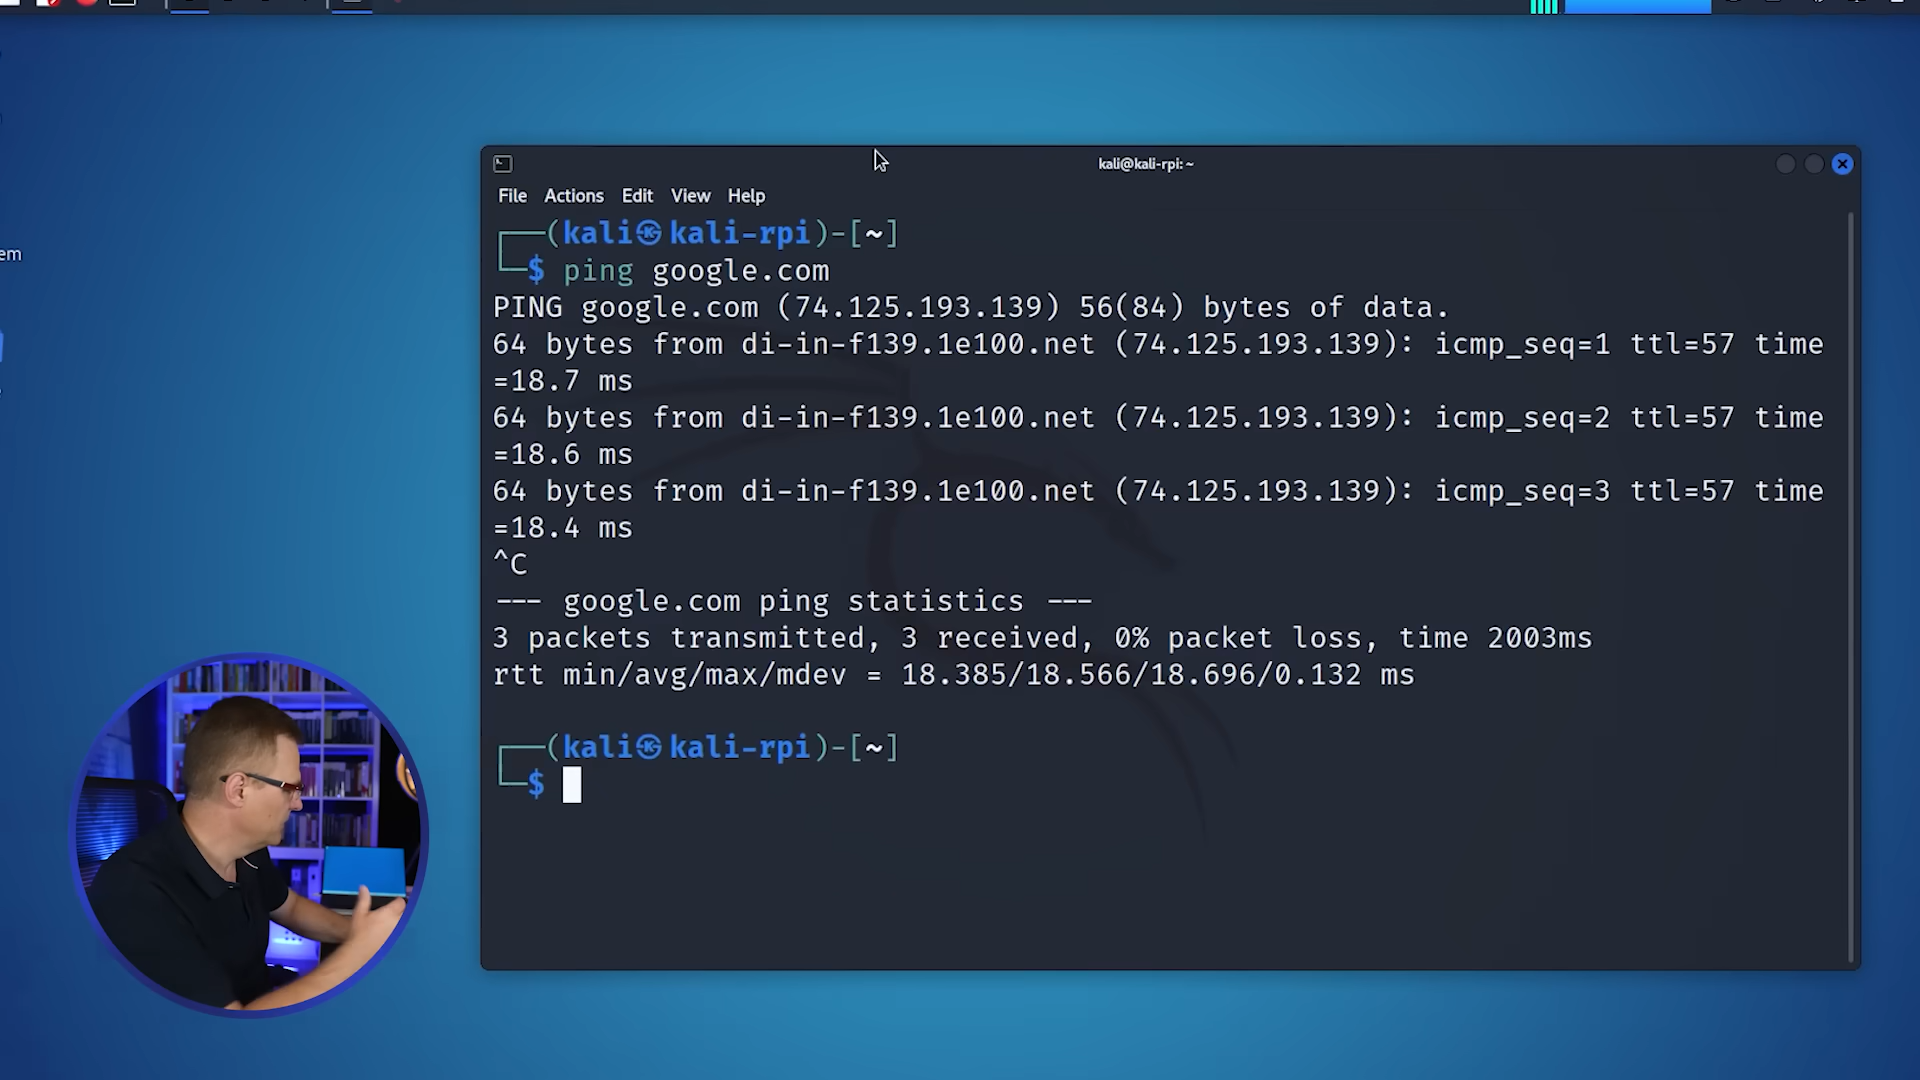 kali@kali-rpi: ~
File Actions Edit View Help
em
┌──(kali㉿kali-rpi)-[~]
└─$ ping google.com
PING google.com (74.125.193.139) 56(84) bytes of data.
64 bytes from di-in-f139.1e100.net (74.125.193.139): icmp_seq=1 ttl=57 time
=18.7 ms
64 bytes from di-in-f139.1e100.net (74.125.193.139): icmp_seq=2 ttl=57 time
=18.6 ms
64 bytes from di-in-f139.1e100.net (74.125.193.139): icmp_seq=3 ttl=57 time
=18.4 ms
^C
--- google.com ping statistics ---
3 packets transmitted, 3 received, 0% packet loss, time 2003ms
rtt min/avg/max/mdev = 18.385/18.566/18.696/0.132 ms
┌──(kali㉿kali-rpi)-[~]
└─$